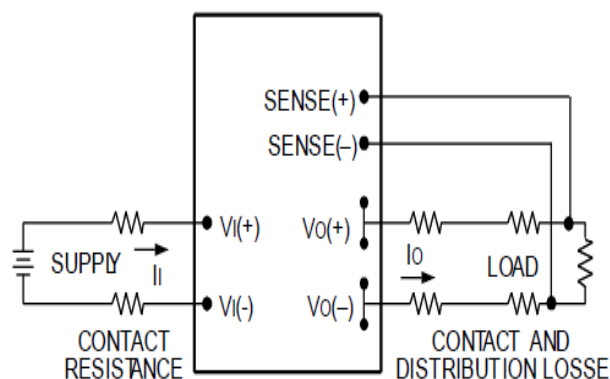 SENSE(+)
SENSE(–)
VI(+)
VO(+)
SUPPLY
II
IO
LOAD
VI(-)
VO(–)
CONTACT
RESISTANCE
CONTACT AND
DISTRIBUTION LOSSE